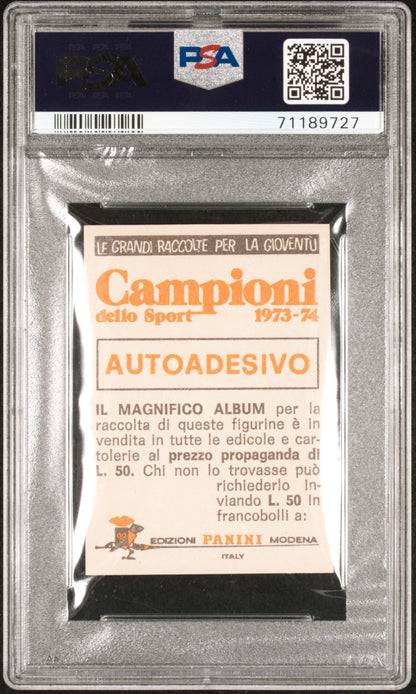 PSA
PSA
71189727
LE GRANDI RACCOLTE PER LA GIOVENTÙ
Campioni
dello Sport 1973-74
AUTOADESIVO
IL MAGNIFICO ALBUM per la
raccolta di queste figurine è in
vendita in tutte le edicole e car-
tolerie al prezzo propaganda di
L. 50. Chi non lo trovasse può
richiederlo in-
viando L. 50 in
francobolli a:
EDIZIONI PANINI MODENA
ITALY